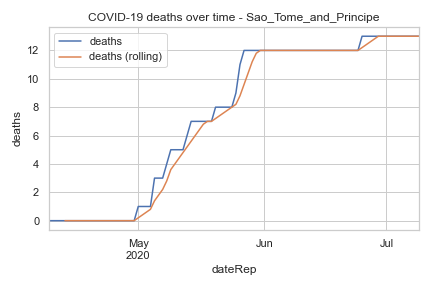 COVID-19 deaths over time - Sao_Tome_and_Principe
deaths
deaths (rolling)
deaths
12
10
8
6
4
2
0
May
2020
Jun
Jul
dateRep